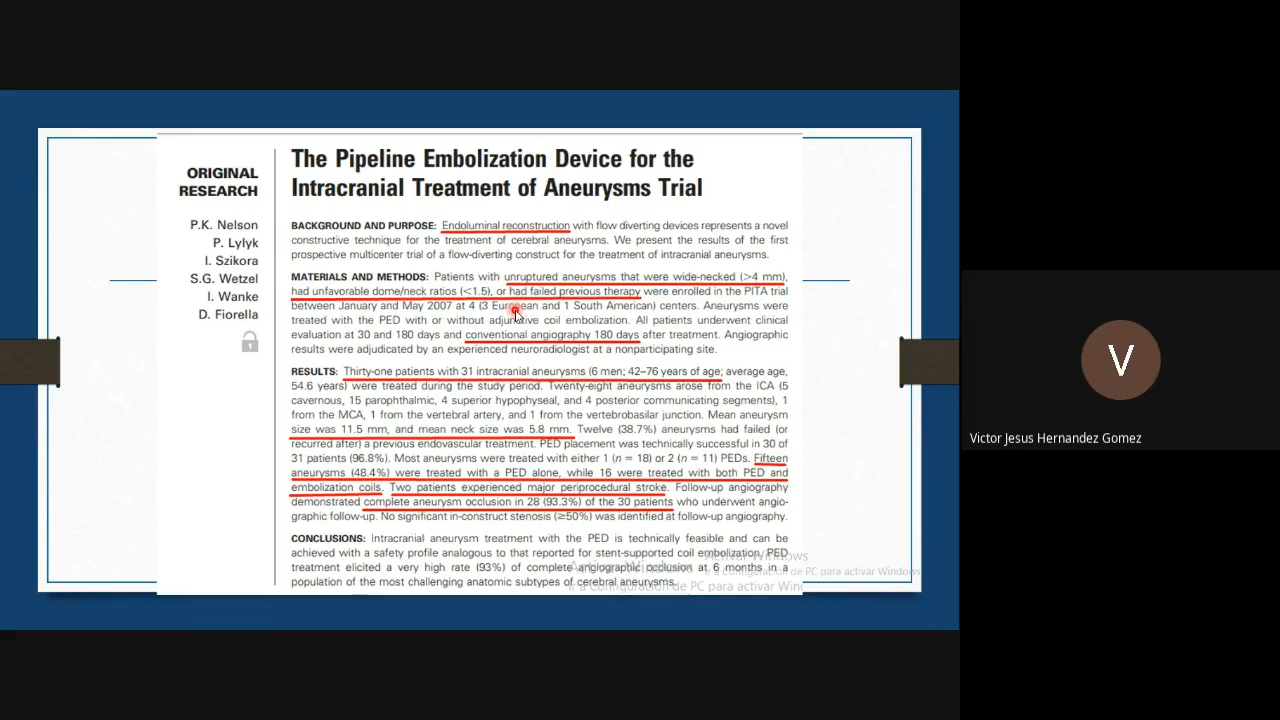 The Pipeline Embolization Device for the
Intracranial Treatment of Aneurysms Trial
ORIGINAL
RESEARCH
P.K. Nelson
P. Lylyk
I. Szikora
S.G. Wetzel
I. Wanke
D. Fiorella
BACKGROUND AND PURPOSE: Endoluminal reconstruction with flow diverting devices represents a novel
constructive technique for the treatment of cerebral aneurysms. We present the results of the first
prospective multicenter trial of a flow-diverting construct for the treatment of intracranial aneurysms.
MATERIALS AND METHODS: Patients with unruptured aneurysms that were wide-necked (>4 mm),
had unfavorable dome/neck ratios (<1.5), or had failed previous therapy were enrolled in the PITA trial
between January and May 2007 at 4 (3 European and 1 South American) centers. Aneurysms were
treated with the PED with or without adjunctive coil embolization. All patients underwent clinical
evaluation at 30 and 180 days and conventional angiography 180 days after treatment. Angiographic
results were adjudicated by an experienced neuroradiologist at a nonparticipating site.
RESULTS: Thirty-one patients with 31 intracranial aneurysms (6 men; 42–76 years of age; average age,
54.6 years) were treated during the study period. Twenty-eight aneurysms arose from the ICA (5
cavernous, 15 parophthalmic, 4 superior hypophyseal, and 4 posterior communicating segments), 1
from the MCA, 1 from the vertebral artery, and 1 from the vertebrobasilar junction. Mean aneurysm
size was 11.5 mm, and mean neck size was 5.8 mm. Twelve (38.7%) aneurysms had failed (or
recurred after) a previous endovascular treatment. PED placement was technically successful in 30 of
31 patients (96.8%). Most aneurysms were treated with either 1 (n = 18) or 2 (n = 11) PEDs. Fifteen
aneurysms (48.4%) were treated with a PED alone, while 16 were treated with both PED and
embolization coils. Two patients experienced major periprocedural stroke. Follow-up angiography
demonstrated complete aneurysm occlusion in 28 (93.3%) of the 30 patients who underwent angio-
graphic follow-up. No significant in-construct stenosis (≥50%) was identified at follow-up angiography.
CONCLUSIONS: Intracranial aneurysm treatment with the PED is technically feasible and can be
achieved with a safety profile analogous to that reported for stent-supported coil embolization. PED
treatment elicited a very high rate (93%) of complete angiographic occlusion at 6 months in a
population of the most challenging anatomic subtypes of cerebral aneurysms.
Activar Windows
Ir a Configuración de PC para activar Windows
Activar Windows
Ir a Configuración de PC para activar Wind
Victor Jesus Hernandez Gomez
V